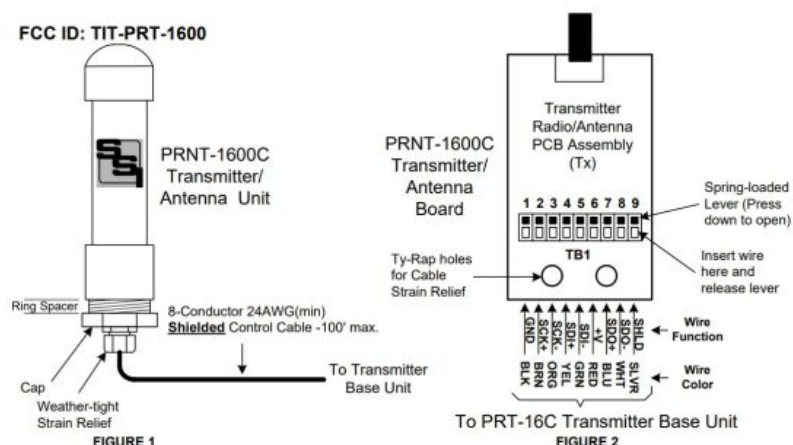 FCC ID: TIT-PRT-1600
SSI
PRNT-1600C
Transmitter/
Antenna Unit
Ring Spacer
8-Conductor 24AWG(min)
Shielded Control Cable -100' max.
To Transmitter
Base Unit
Cap
Weather-tight
Strain Relief
FIGURE 1
PRNT-1600C
Transmitter/
Antenna
Board
Transmitter
Radio/Antenna
PCB Assembly
(Tx)
1 2 3 4 5 6 7 8 9
TB1
Spring-loaded
Lever (Press
down to open)
Insert wire
here and
release lever
Ty-Rap holes
for Cable
Strain Relief
GND SCK+ SCK- SDI+ SDI- +V SDO+ SDO- SHLD
Wire
Function
BLK BRN ORG YEL GRN RED BLU WHT SLVR
Wire
Color
To PRT-16C Transmitter Base Unit
FIGURE 2